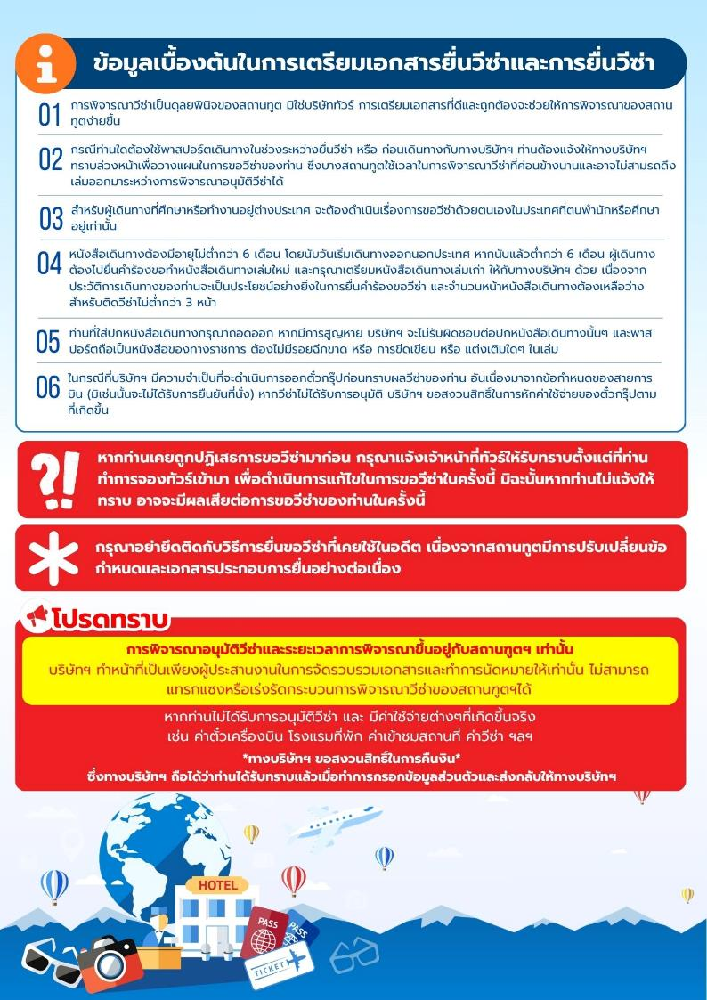 ข้อมูลเบื้องต้นในการเตรียมเอกสารยื่นวีซ่าและการยื่นวีซ่า
01 การพิจารณาวีซ่าเป็นดุลยพินิจของสถานทูต มิใช่บริษัททัวร์ การเตรียมเอกสารที่ดีและถูกต้องจะช่วยให้การพิจารณาของสถาน
ทูตง่ายขึ้น
02 กรณีท่านใดต้องใช้พาสปอร์ตเดินทางในช่วงระหว่างยื่นวีซ่า หรือ ก่อนเดินทางกับทางบริษัทฯ ท่านต้องแจ้งให้ทางบริษัทฯ
ทราบล่วงหน้าเพื่อวางแผนในการขอวีซ่าของท่าน ซึ่งบางสถานทูตใช้เวลาในการพิจารณาวีซ่าที่ค่อนข้างนานและอาจไม่สามรถดึง
เล่มออกมาระหว่างการพิจารณาอนุมัติวีซ่าได้
03 สำหรับผู้เดินทางที่ศึกษาหรือทำงานอยู่ต่างประเทศ จะต้องดำเนินเรื่องการขอวีซ่าด้วยตนเองในประเทศที่ตนพำนักหรือศึกษา
อยู่เท่านั้น
04 หนังสือเดินทางต้องมีอายุไม่ต่ำกว่า 6 เดือน โดยนับวันเริ่มเดินทางออกนอกประเทศ หากนับแล้วต่ำกว่า 6 เดือน ผู้เดินทาง
ต้องไปยื่นคำร้องขอทำหนังสือเดินทางเล่มใหม่ และกรุณาเตรียมหนังสือเดินทางเล่มเก่า ให้กับทางบริษัทฯ ด้วย เนื่องจาก
ประวัติการเดินทางของท่านจะเป็นประโยชน์อย่างยิ่งในการยื่นคำร้องขอวีซ่า และจำนวนหน้าหนังสือเดินทางต้องเหลือว่าง
สำหรับติดวีซ่าไม่ต่ำกว่า 3 หน้า
05 ท่านที่ใส่ปกหนังสือเดินทางกรุณาถอดออก หากมีการสูญหาย บริษัทฯ จะไม่รับผิดชอบต่อปกหนังสือเดินทางนั้นๆ และพาส
ปอร์ตถือเป็นหนังสือของทางราชการ ต้องไม่มีรอยฉีกขาด หรือ การขีดเขียน หรือ แต่งเติมใดๆ ในเล่ม
06 ในกรณีที่บริษัทฯ มีความจำเป็นที่จะดำเนินการออกตั๋วกรุ๊ปก่อนทราบผลวีซ่าของท่าน อันเนื่องมาจากข้อกำหนดของสายการ
บิน (มิเช่นนั้นจะไม่ได้รับการยืนยันที่นั่ง) หากวีซ่าไม่ได้รับการอนุมัติ บริษัทฯ ขอสงวนสิทธิ์ในการหักค่าใช้จ่ายของตั๋วกรุ๊ปตาม
ที่เกิดขึ้น
?! หากท่านเคยถูกปฏิเสธการขอวีซ่ามาก่อน กรุณาแจ้งเจ้าหน้าที่ทัวร์ให้รับทราบตั้งแต่ที่ท่าน
ทำการจองทัวร์เข้ามา เพื่อดำเนินการแก้ไขในการขอวีซ่าในครั้งนี้ มิฉะนั้นหากท่านไม่แจ้งให้
ทราบ อาจจะมีผลเสียต่อการขอวีซ่าของท่านในครั้งนี้
* กรุณาอย่ายึดติดกับวิธีการยื่นขอวีซ่าที่เคยใช้ในอดีต เนื่องจากสถานทูตมีการปรับเปลี่ยนข้อ
กำหนดและเอกสารประกอบการยื่นอย่างต่อเนื่อง
โปรดทราบ
การพิจารณาอนุมัติวีซ่าและระยะเวลาการพิจารณาขึ้นอยู่กับสถานฑูตฯ เท่านั้น
บริษัทฯ ทำหน้าที่เป็นเพียงผู้ประสานงานในการจัดรวบรวมเอกสารและทำการนัดหมายให้เท่านั้น ไม่สามารถ
แทรกแซงหรือเร่งรัดกระบวนการพิจารณาวีซ่าของสถานฑูตฯได้
หากท่านไม่ได้รับการอนุมัติวีซ่า และ มีค่าใช้จ่ายต่างๆที่เกิดขึ้นจริง
เช่น ค่าตั๋วเครื่องบิน โรงแรมที่พัก ค่าเข้าชมสถานที่ ค่าวีซ่า ฯลฯ
*ทางบริษัทฯ ขอสงวนสิทธิ์ในการคืนเงิน*
ซึ่งทางบริษัทฯ ถือได้ว่าท่านได้รับทราบแล้วเมื่อทำการกรอกข้อมูลส่วนตัวและส่งกลับให้ทางบริษัทฯ
HOTEL
PASS
PASS
TICKET